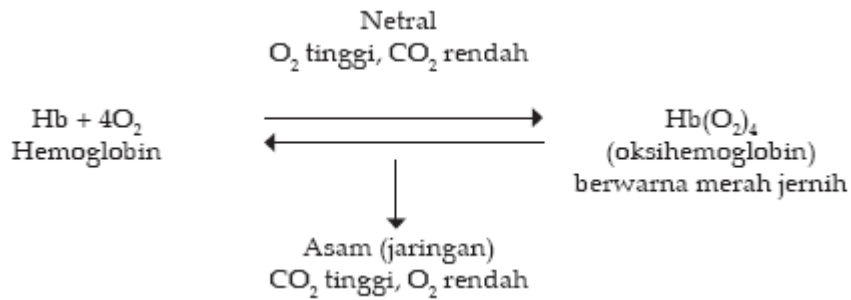 Netral
O₂ tinggi, CO₂ rendah
Hb + 4O₂
Hemoglobin
Hb(O₂)₄
(oksihemoglobin)
berwarna merah jernih
Asam (jaringan)
CO₂ tinggi, O₂ rendah